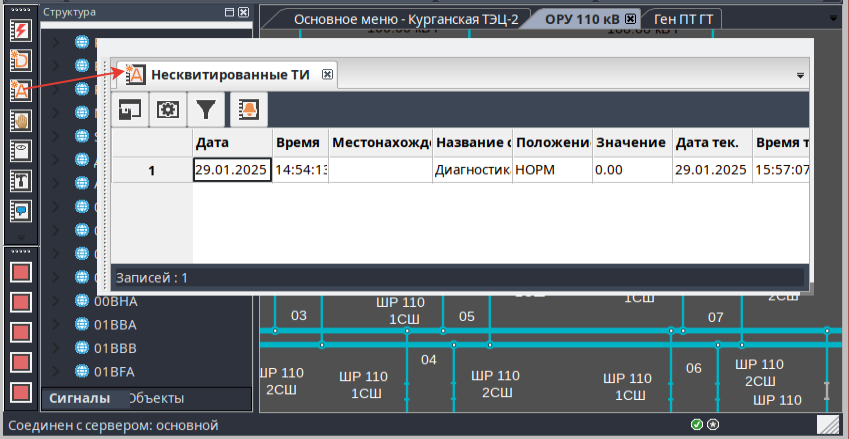 Структура
Основное меню - Курганская ТЭЦ-2
ОРУ 110 кВ
Ген ПТ ГТ
Несквитированные ТИ
Дата Время Местонахожд Название Положени Значение Дата тек. Время т
1 29.01.2025 14:54:13 Диагностик НОРМ 0.00 29.01.2025 15:57:07
Записей : 1
00BHA
01BBA
01BBB
01BFA
03
ШР 110
1СШ
05
1СШ
07
2СШ
ШР 110
2СШ
ШР 110
1СШ
04
ШР 110
2СШ
ШР 110
1СШ
06
ШР 110
2СШ
ШР 110
Сигналы Объекты
Соединен с сервером: основной